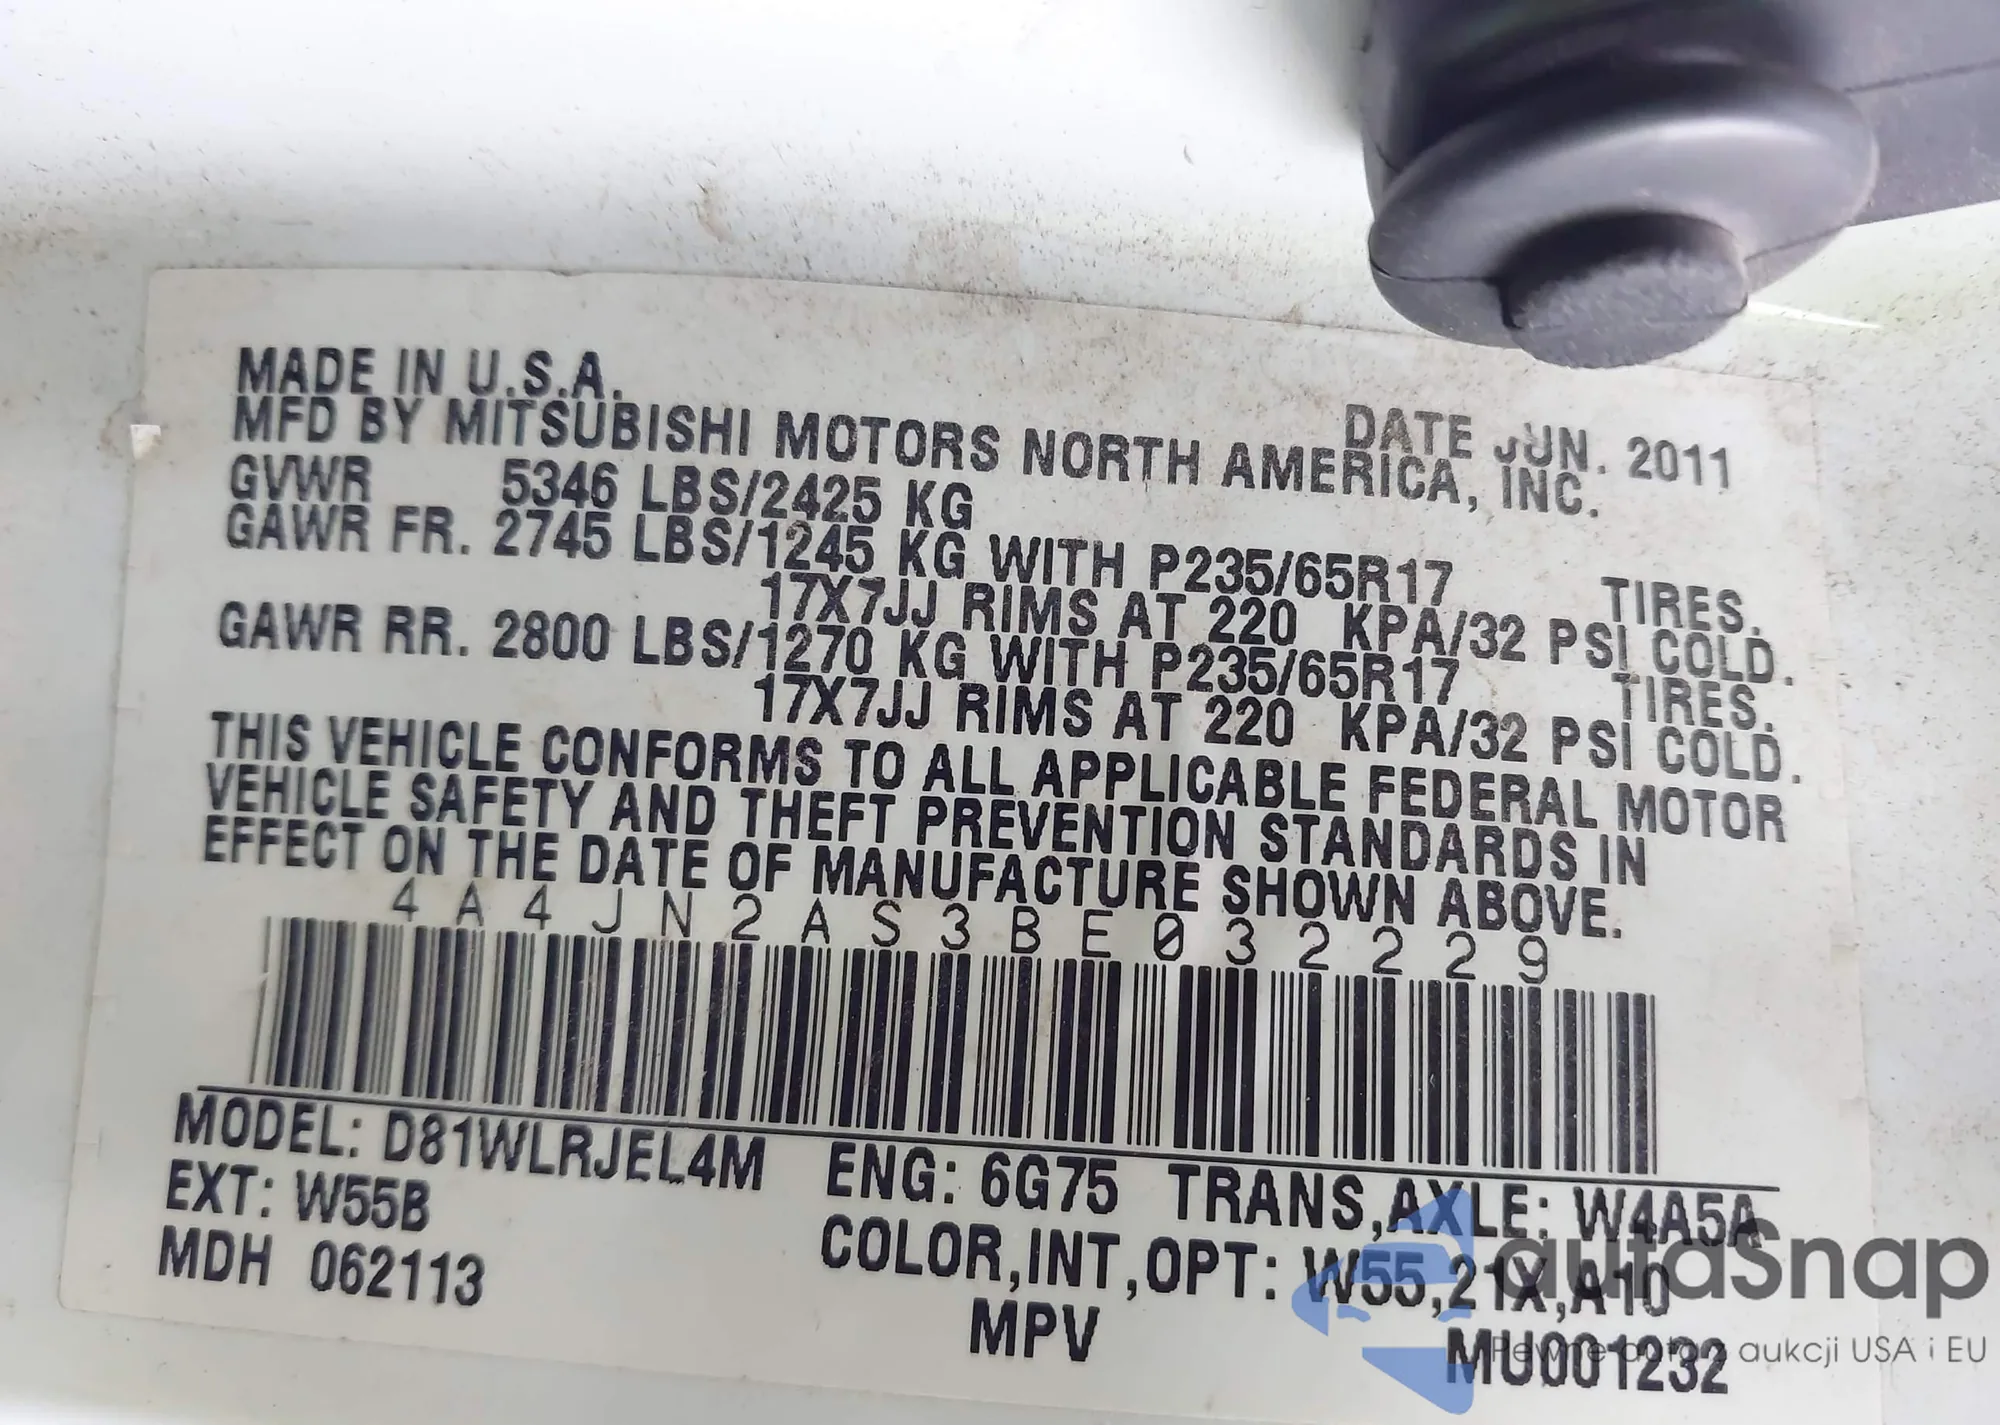 MADE IN U.S.A.
DATE JUN. 2011
MFD BY MITSUBISHI MOTORS NORTH AMERICA, INC.
GVWR 5346 LBS/2425 KG
GAWR FR. 2745 LBS/1245 KG WITH P235/65R17 TIRES.
17X7JJ RIMS AT 220 KPA/32 PSI COLD.
GAWR RR. 2800 LBS/1270 KG WITH P235/65R17 TIRES.
17X7JJ RIMS AT 220 KPA/32 PSI COLD.
THIS VEHICLE CONFORMS TO ALL APPLICABLE FEDERAL MOTOR
VEHICLE SAFETY AND THEFT PREVENTION STANDARDS IN
EFFECT ON THE DATE OF MANUFACTURE SHOWN ABOVE.
4A4JN2AS3BE032229
MODEL: D81WLRJEL4M ENG: 6G75 TRANS,AXLE: W4A5A
EXT: W55B COLOR,INT,OPT: W55,21X,A10
MDH 062113 MPV MU001232
autoSnap
Pewne auto z aukcji USA i EU